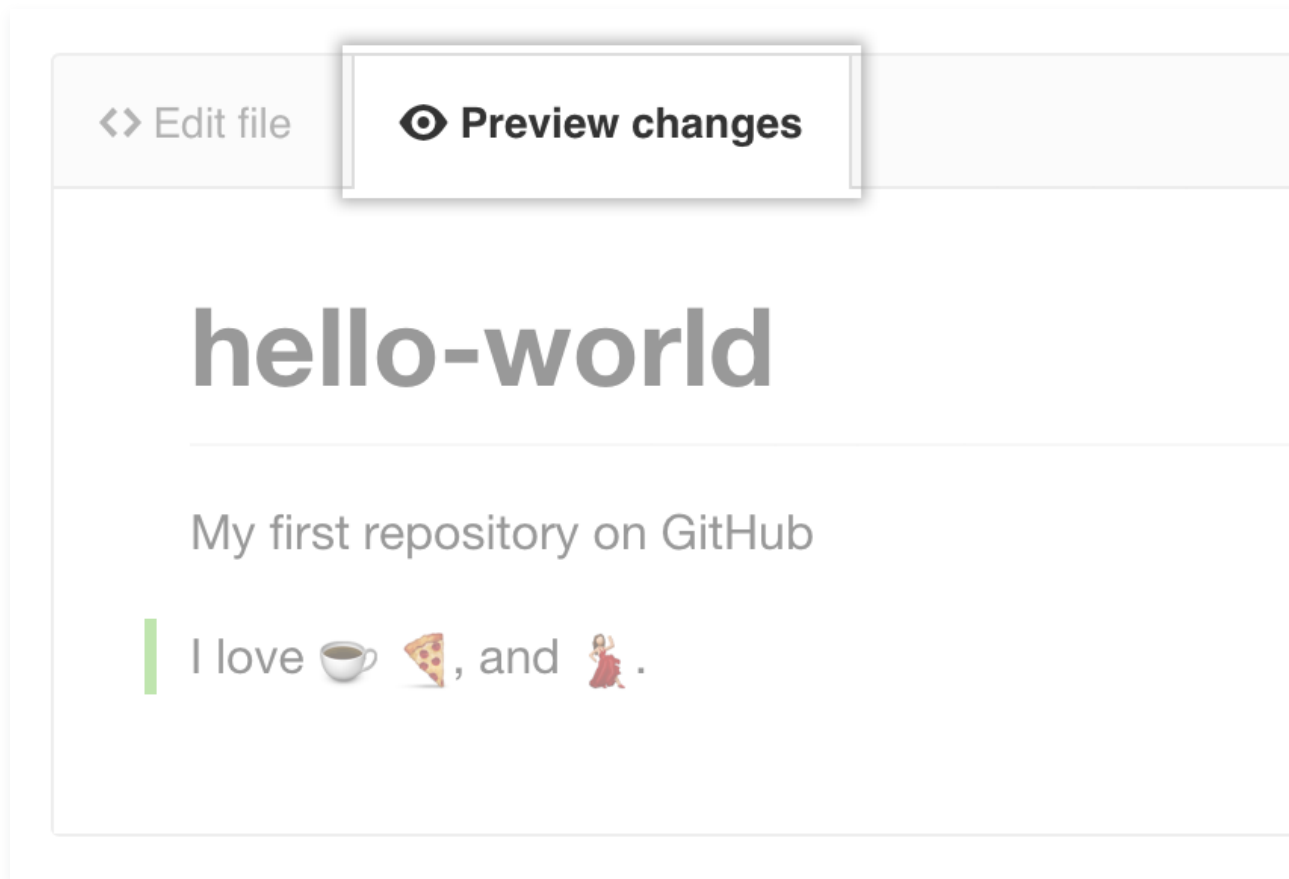 <> Edit file
Preview changes
hello-world
My first repository on GitHub
I love ☕ 🍕, and 💃.